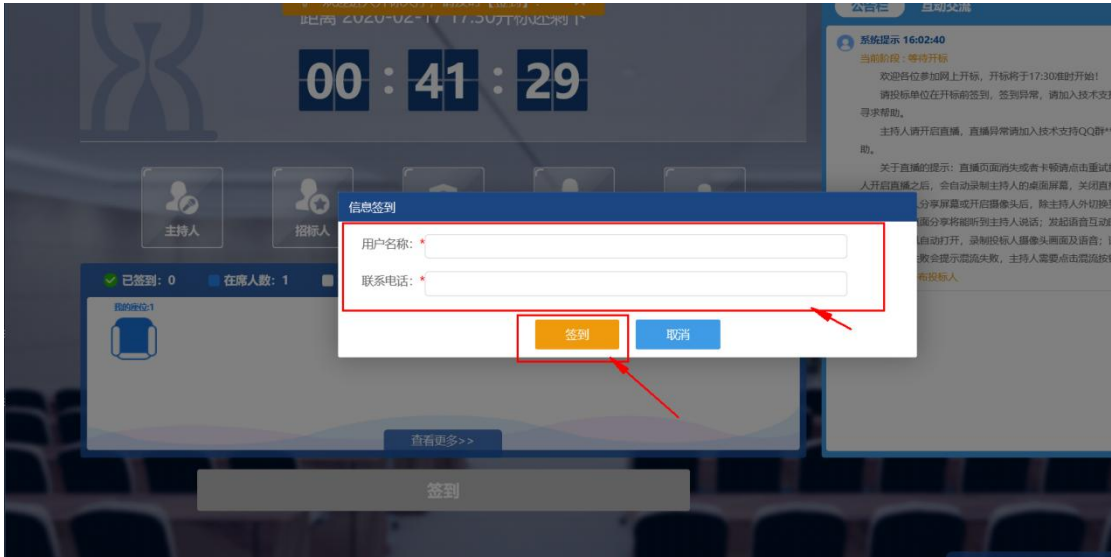 公告栏 互动交流
距离 2020-02-17 17:30开标还剩下
00 : 41 : 29
系统提示 16:02:40
当前阶段:等待开标
欢迎各位参加网上开标,开标将于17:30准时开始!
请投标单位在开标前签到,签到异常,请加入技术支
寻求帮助。
主持人请开启直播,直播异常请加入技术支持QQ群**
助。
关于直播的提示:直播页面消失或者卡顿请点击重试
人开启直播之后,会自动录制主持人的桌面屏幕,关闭直
分享屏幕或开启摄像头后,除主持人外切换
面分享将能听到主持人说话;发起语音互动
自动打开,录制投标人摄像头画面及语音;
败会提示混流失败,主持人需要点击混流按
布投标人
主持人
招标人
信息签到
用户名称:*
联系电话:*
签到 取消
已签到:0 在席人数:1
我的座位:1
查看更多>>
签到